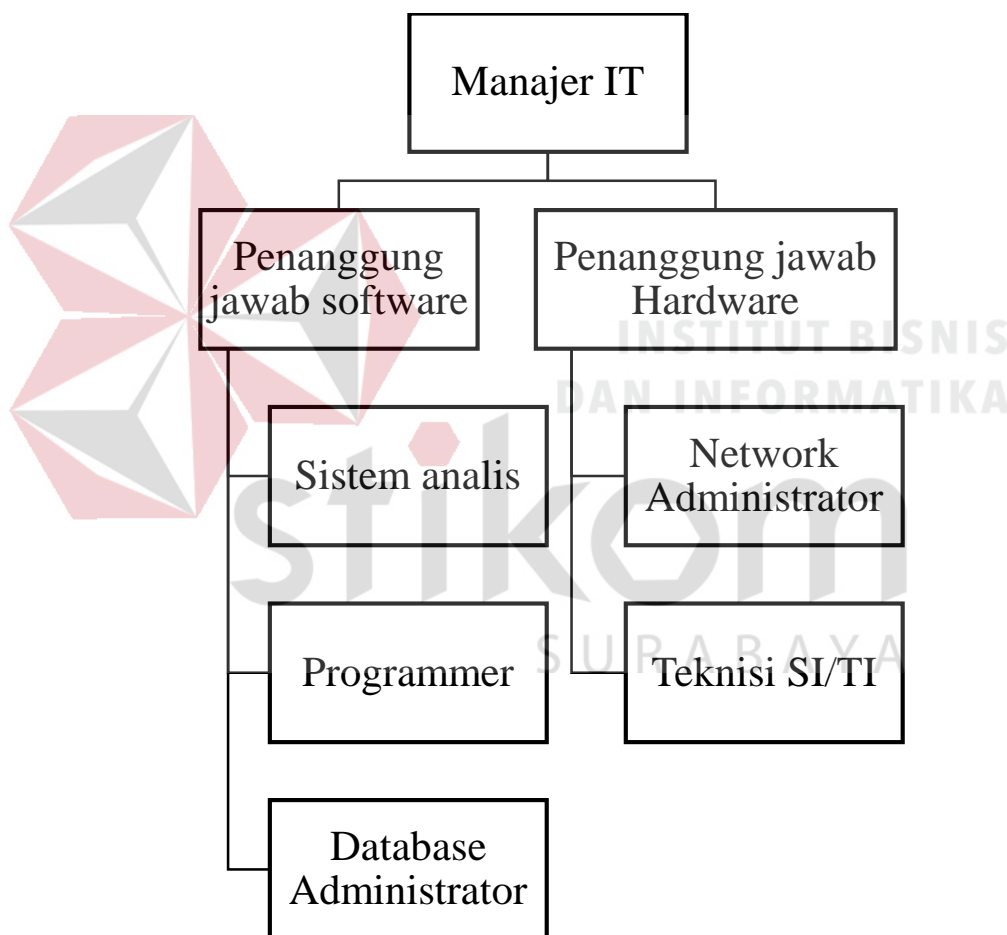 Manajer IT
Penanggung
jawab software
Penanggung jawab
Hardware
INSTITUT BISNIS
DAN INFORMATIKA
Sistem analis
Network
Administrator
stikom
SURABAYA
Programmer
Teknisi SI/TI
Database
Administrator